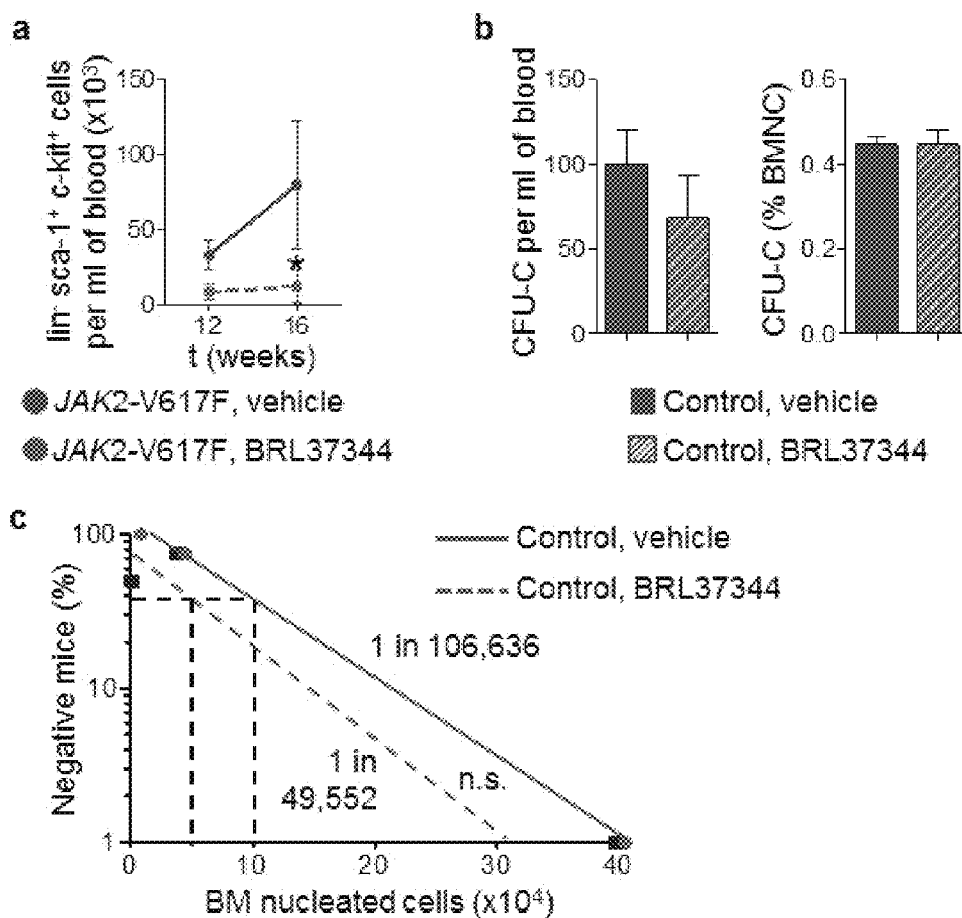 a
lin- sca-1+ c-kit+ cells
per ml of blood (x10³)
150
100
50
0
12
16
*
t (weeks)
JAK2-V617F, vehicle
JAK2-V617F, BRL37344
b
CFU-C per ml of blood
150
100
50
0
CFU-C (% BMNC)
0.6
0.4
0.2
0.0
Control, vehicle
Control, BRL37344
c
Negative mice (%)
100
10
1
Control, vehicle
Control, BRL37344
1 in 106,636
1 in
49,552
n.s.
0
10
20
30
40
BM nucleated cells (x10⁴)